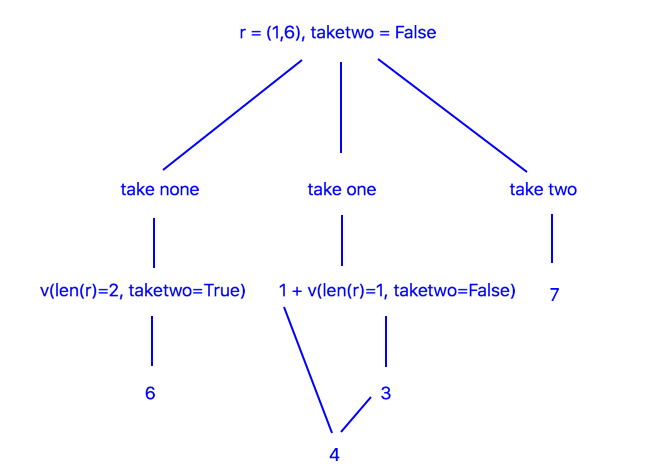 r = (1,6), taketwo = False
take none
take one
take two
v(len(r)=2, taketwo=True)
1 + v(len(r)=1, taketwo=False)
7
6
3
4